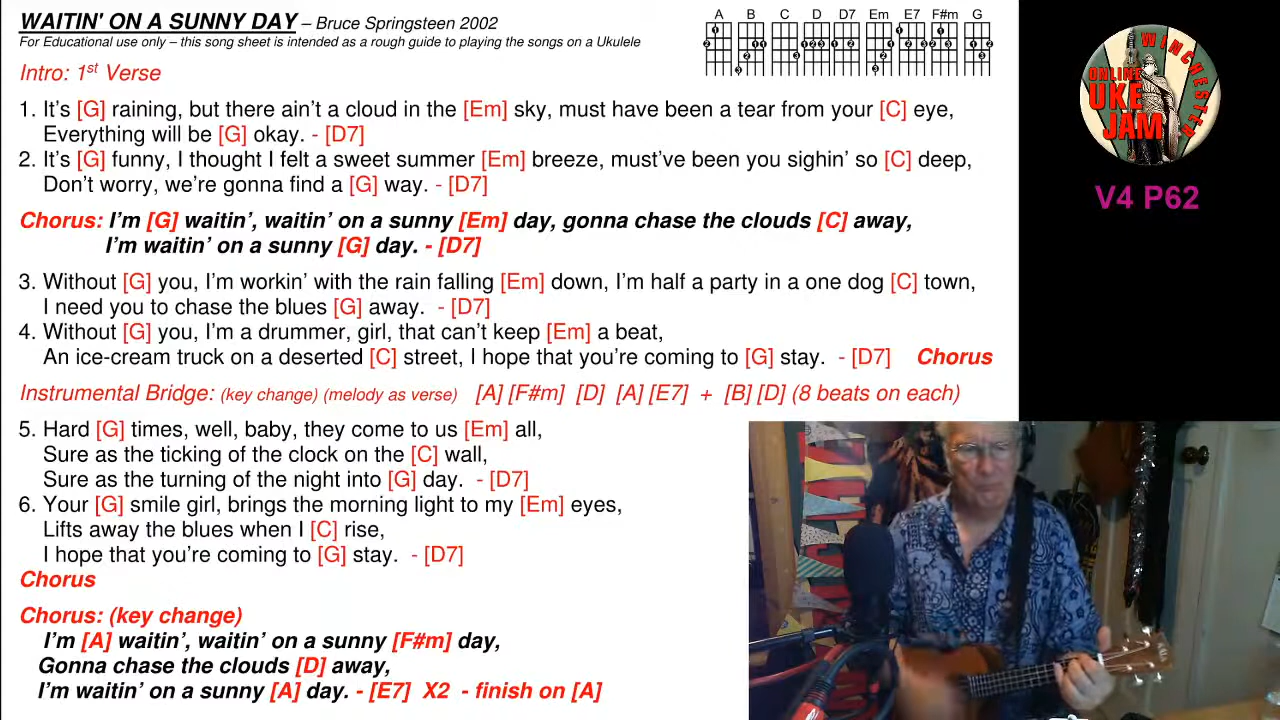 WAITIN' ON A SUNNY DAY – Bruce Springsteen 2002
For Educational use only – this song sheet is intended as a rough guide to playing the songs on a Ukulele
A B C D D7 Em E7 F#m G
Intro: 1st Verse
1. It's [G] raining, but there ain't a cloud in the [Em] sky, must have been a tear from your [C] eye,
Everything will be [G] okay. - [D7]
2. It's [G] funny, I thought I felt a sweet summer [Em] breeze, must've been you sighin' so [C] deep,
Don't worry, we're gonna find a [G] way. - [D7]
Chorus: I'm [G] waitin', waitin' on a sunny [Em] day, gonna chase the clouds [C] away,
I'm waitin' on a sunny [G] day. - [D7]
3. Without [G] you, I'm workin' with the rain falling [Em] down, I'm half a party in a one dog [C] town,
I need you to chase the blues [G] away. - [D7]
4. Without [G] you, I'm a drummer, girl, that can't keep [Em] a beat,
An ice-cream truck on a deserted [C] street, I hope that you're coming to [G] stay. - [D7] Chorus
Instrumental Bridge: (key change) (melody as verse) [A] [F#m] [D] [A] [E7] + [B] [D] (8 beats on each)
5. Hard [G] times, well, baby, they come to us [Em] all,
Sure as the ticking of the clock on the [C] wall,
Sure as the turning of the night into [G] day. - [D7]
6. Your [G] smile girl, brings the morning light to my [Em] eyes,
Lifts away the blues when I [C] rise,
I hope that you're coming to [G] stay. - [D7]
Chorus
Chorus: (key change)
I'm [A] waitin', waitin' on a sunny [F#m] day,
Gonna chase the clouds [D] away,
I'm waitin' on a sunny [A] day. - [E7] X2 - finish on [A]
WINCHESTER
ONLINE
UKE
JAM
V4 P62